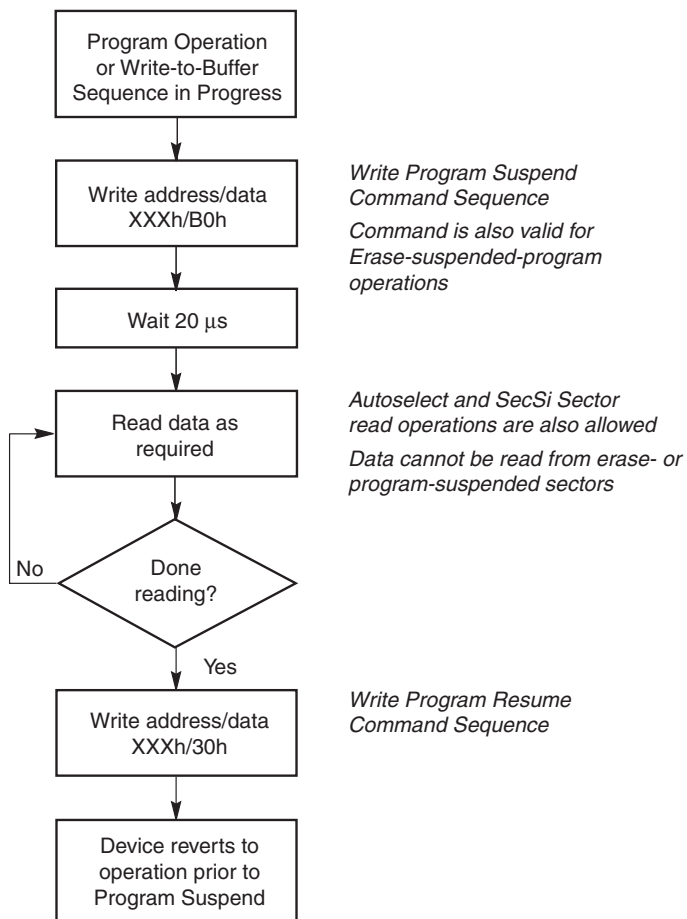 Program Operation
or Write-to-Buffer
Sequence in Progress
Write address/data
XXXh/B0h
Write Program Suspend
Command Sequence
Command is also valid for
Erase-suspended-program
operations
Wait 20 μs
Read data as
required
Autoselect and SecSi Sector
read operations are also allowed
Data cannot be read from erase- or
program-suspended sectors
No
Done
reading?
Yes
Write address/data
XXXh/30h
Write Program Resume
Command Sequence
Device reverts to
operation prior to
Program Suspend